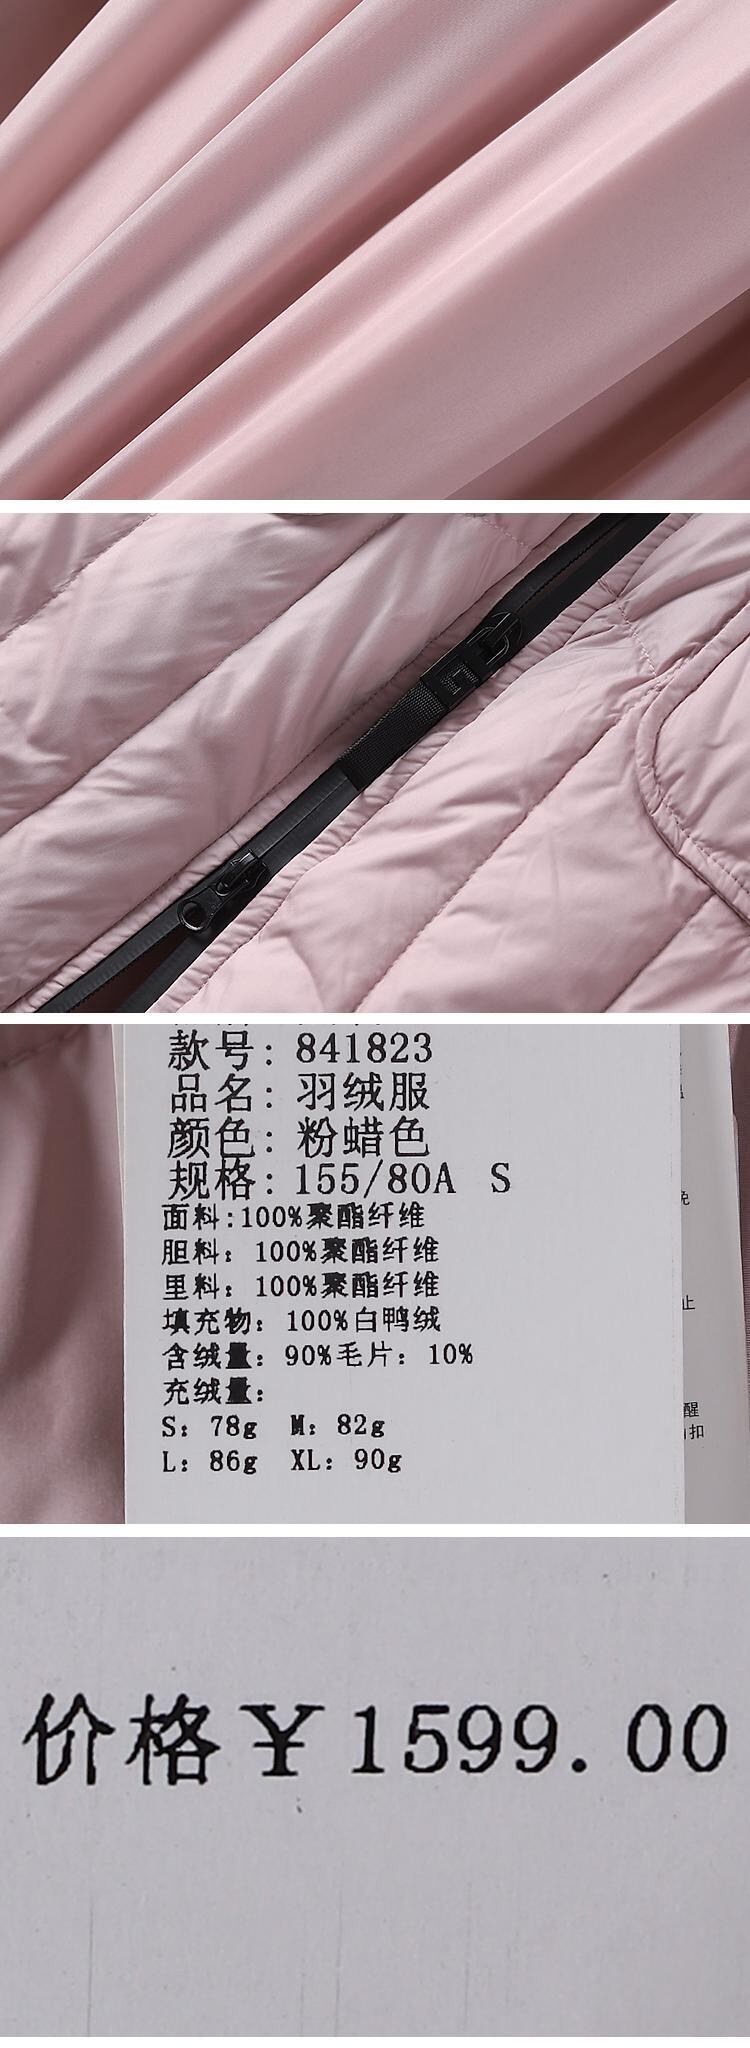 款号: 841823
品名: 羽绒服
颜色: 粉蜡色
规格: 155/80A S
面料:100%聚酯纤维
胆料: 100%聚酯纤维
里料: 100%聚酯纤维
填充物: 100%白鸭绒
含绒量: 90%毛片: 10%
充绒量:
S: 78g M: 82g
L: 86g XL: 90g
止
醒
扣
价格¥1599.00